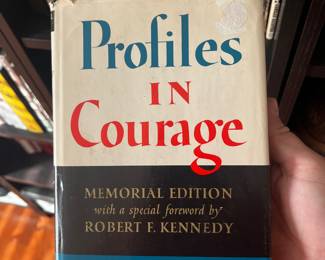 Profiles
IN
Courage
MEMORIAL EDITION
with a special foreword by
ROBERT F. KENNEDY